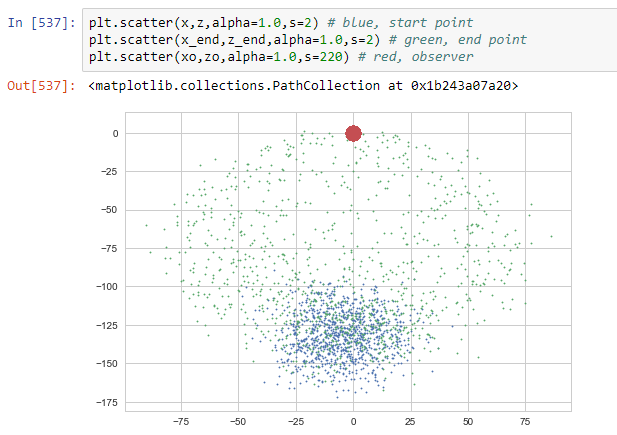 In [537]: plt.scatter(x,z,alpha=1.0,s=2) # blue, start point
plt.scatter(x_end,z_end,alpha=1.0,s=2) # green, end point
plt.scatter(xo,zo,alpha=1.0,s=220) # red, observer
Out[537]: <matplotlib.collections.PathCollection at 0x1b243a07a20>
0
−25
−50
−75
−100
−125
−150
−175
−75 −50 −25 0 25 50 75